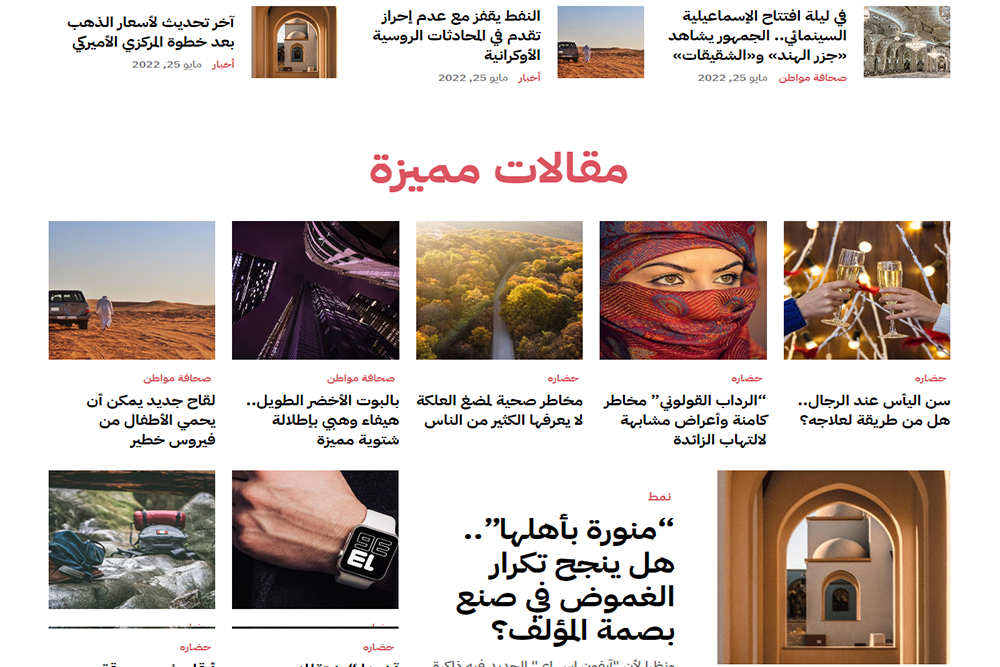 في ليلة افتتاح الإسماعيلية
السينمائي.. الجمهور يشاهد
«جزر الهند» و«الشقيقات»
صحافة مواطن مايو 25, 2022
النفط يقفز مع عدم إحراز
تقدم في المحادثات الروسية
الأوكرانية
أخبار مايو 25, 2022
آخر تحديث لأسعار الذهب
بعد خطوة المركزي الأميركي
أخبار مايو 25, 2022
مقالات مميزة
حضاره
سن اليأس عند الرجال..
هل من طريقة لعلاجه؟
حضاره
“الرداب القولوني” مخاطر
كامنة وأعراض مشابهة
لالتهاب الزائدة
حضاره
مخاطر صحية لمضغ العلكة
لا يعرفها الكثير من الناس
صحافة مواطن
بالبوت الأخضر الطويل..
هيفاء وهبي بإطلالة
شتوية مميزة
صحافة مواطن
لقاح جديد يمكن أن
يحمي الأطفال من
فيروس خطير
نمط
“منورة بأهلها”..
هل ينجح تكرار
الغموض في صنع
بصمة المؤلف؟
حضاره
حضاره